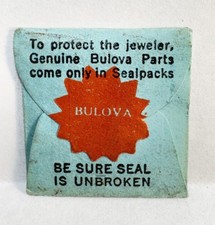 To protect the jeweler,
Genuine Bulova Parts
come only in Sealpacks
BULOVA
BE SURE SEAL
IS UNBROKEN